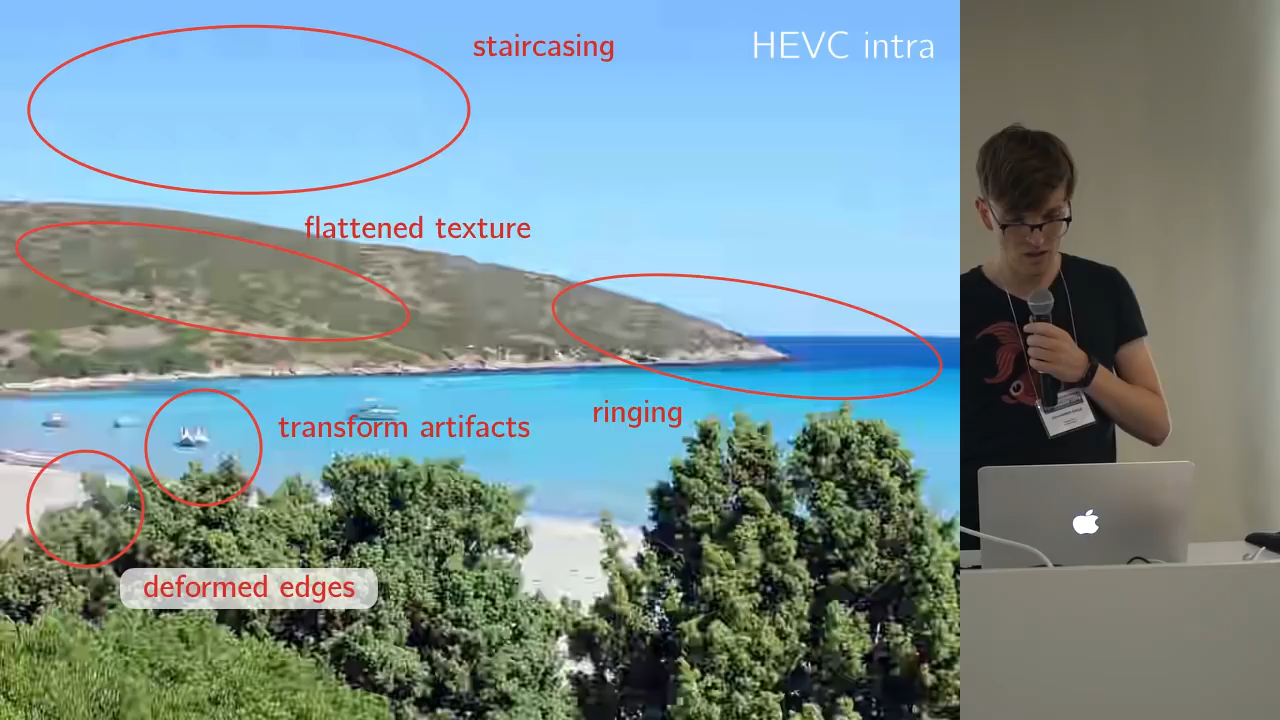 staircasing
HEVC intra
flattened texture
ringing
transform artifacts
deformed edges